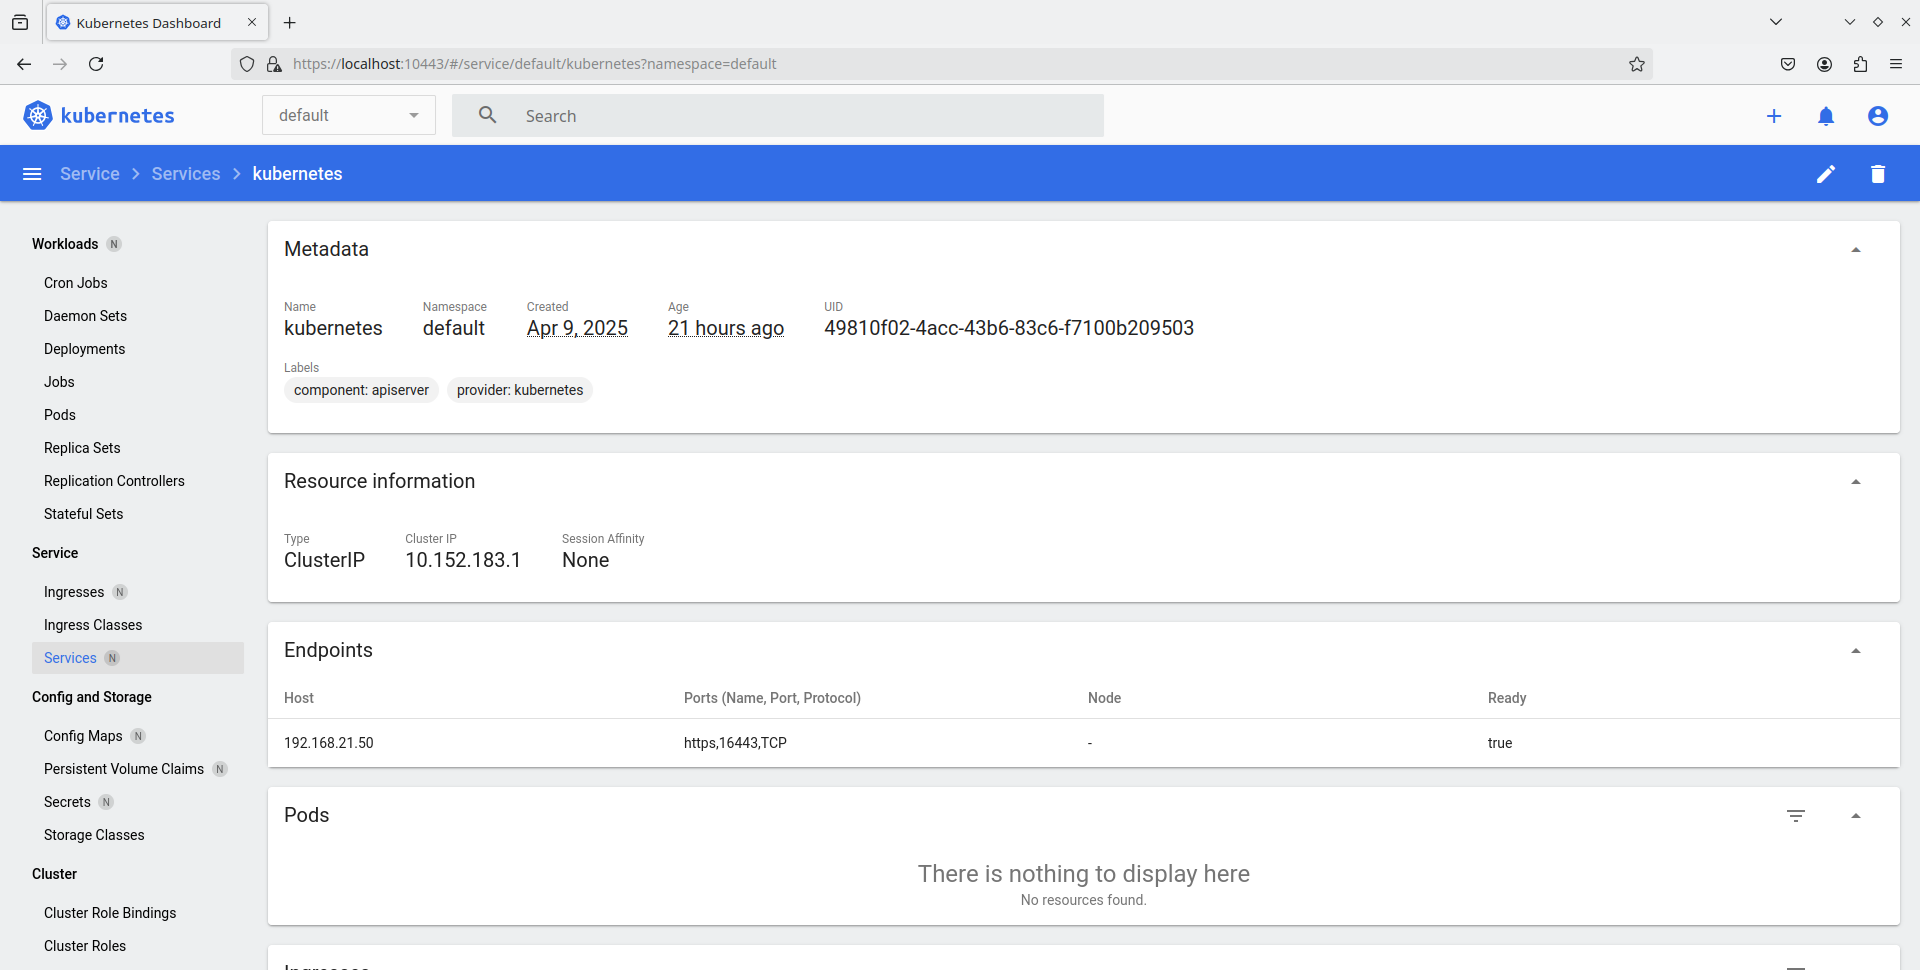 Kubernetes Dashboard
https://localhost:10443/#/service/default/kubernetes?namespace=default
kubernetes
default
Search
Service
Services
kubernetes
Workloads N
Cron Jobs
Daemon Sets
Deployments
Jobs
Pods
Replica Sets
Replication Controllers
Stateful Sets
Service
Ingresses N
Ingress Classes
Services N
Config and Storage
Config Maps N
Persistent Volume Claims N
Secrets N
Storage Classes
Cluster
Cluster Role Bindings
Cluster Roles
Metadata
Name Namespace Created Age UID
kubernetes default Apr 9, 2025 21 hours ago 49810f02-4acc-43b6-83c6-f7100b209503
Labels
component: apiserver provider: kubernetes
Resource information
Type Cluster IP Session Affinity
ClusterIP 10.152.183.1 None
Endpoints
Host Ports (Name, Port, Protocol) Node Ready
192.168.21.50 https,16443,TCP - true
Pods
There is nothing to display here
No resources found.
Ingresses